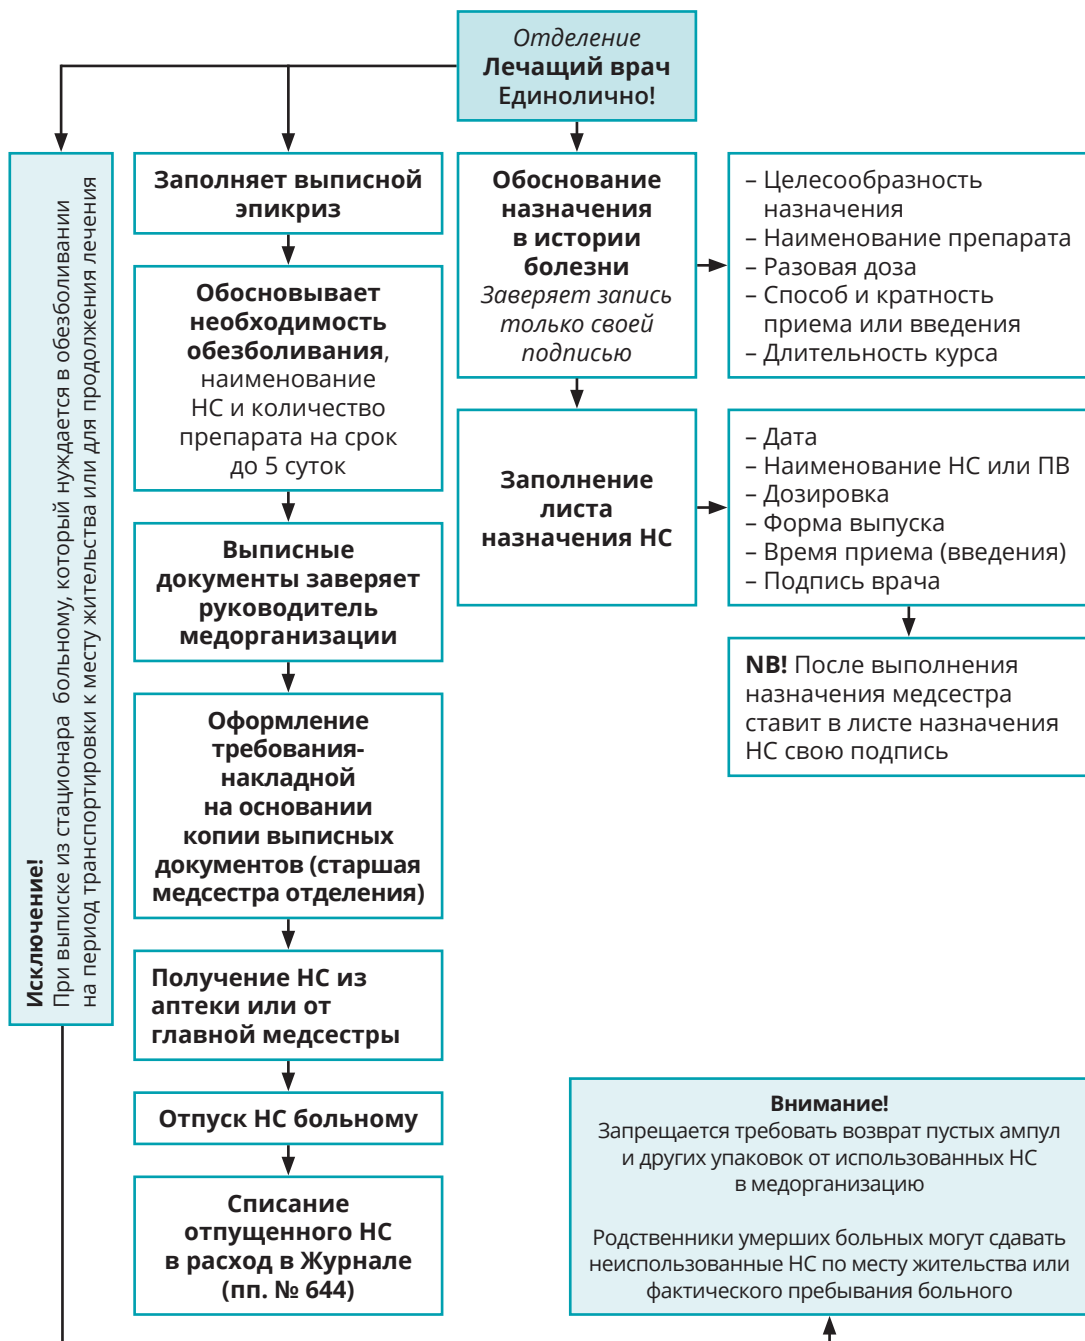 Отделение
Лечащий врач
Единолично!
Исключение!
При выписке из стационара больному, который нуждается в обезболивании
на период транспортировки к месту жительства или для продолжения лечения
Заполняет выписной
эпикриз
Обосновывает
необходимость
обезболивания,
наименование
НС и количество
препарата на срок
до 5 суток
Выписные
документы заверяет
руководитель
медорганизации
Оформление
требования-
накладной
на основании
копии выписных
документов (старшая
медсестра отделения)
Получение НС из
аптеки или от
главной медсестры
Отпуск НС больному
Списание
отпущенного НС
в расход в Журнале
(пп. № 644)
Обоснование
назначения
в истории
болезни
Заверяет запись
только своей
подписью
– Целесообразность
назначения
– Наименование препарата
– Разовая доза
– Способ и кратность
приема или введения
– Длительность курса
Заполнение
листа
назначения НС
– Дата
– Наименование НС или ПВ
– Дозировка
– Форма выпуска
– Время приема (введения)
– Подпись врача
NB! После выполнения
назначения медсестра
ставит в листе назначения
НС свою подпись
Внимание!
Запрещается требовать возврат пустых ампул
и других упаковок от использованных НС
в медорганизацию
Родственники умерших больных могут сдавать
неиспользованные НС по месту жительства или
фактического пребывания больного